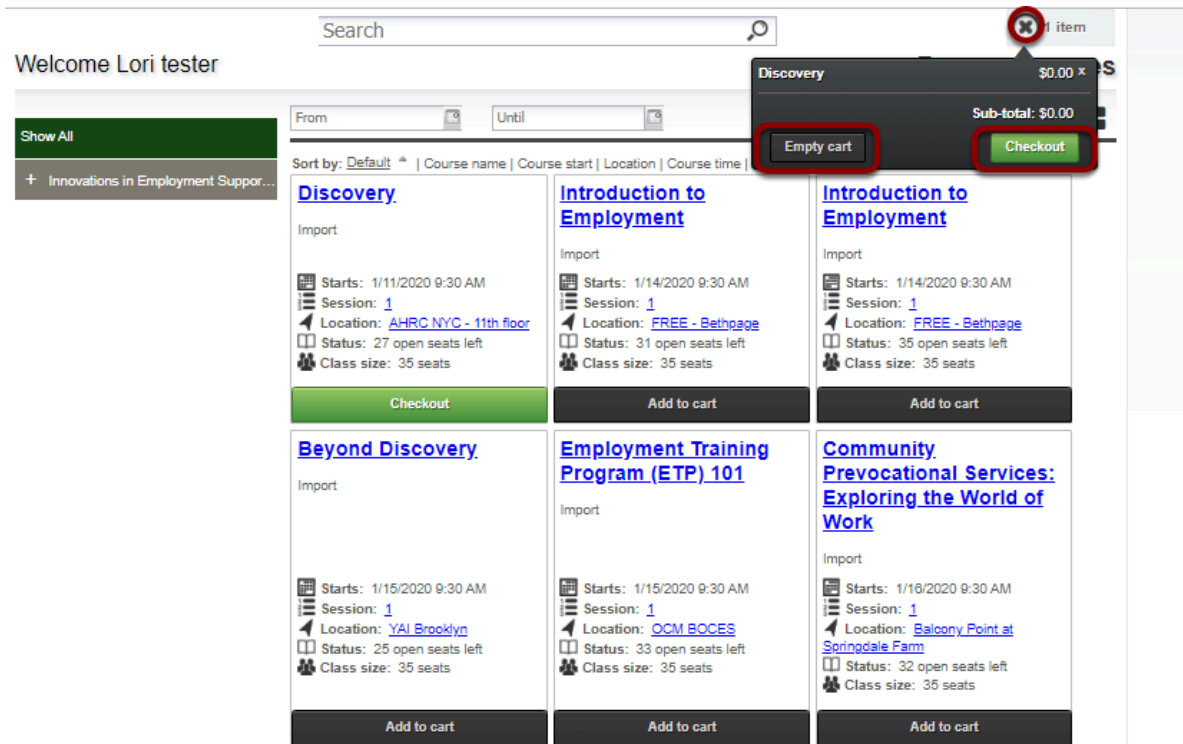 Search
1 item
Welcome Lori tester
es
Discovery $0.00 x
Sub-total: $0.00
Empty cart Checkout
From Until
Show All
+ Innovations in Employment Suppor...
Sort by: Default | Course name | Course start | Location | Course time |
Discovery
Import
Starts: 1/11/2020 9:30 AM
Session: 1
Location: AHRC NYC - 11th floor
Status: 27 open seats left
Class size: 35 seats
Checkout
Introduction to
Employment
Import
Starts: 1/14/2020 9:30 AM
Session: 1
Location: FREE - Bethpage
Status: 31 open seats left
Class size: 35 seats
Add to cart
Introduction to
Employment
Import
Starts: 1/14/2020 9:30 AM
Session: 1
Location: FREE - Bethpage
Status: 35 open seats left
Class size: 35 seats
Add to cart
Beyond Discovery
Import
Starts: 1/15/2020 9:30 AM
Session: 1
Location: YAI Brooklyn
Status: 25 open seats left
Class size: 35 seats
Add to cart
Employment Training
Program (ETP) 101
Import
Starts: 1/15/2020 9:30 AM
Session: 1
Location: OCM BOCES
Status: 33 open seats left
Class size: 35 seats
Add to cart
Community
Prevocational Services:
Exploring the World of
Work
Import
Starts: 1/16/2020 9:30 AM
Session: 1
Location: Balcony Point at
Springdale Farm
Status: 32 open seats left
Class size: 35 seats
Add to cart